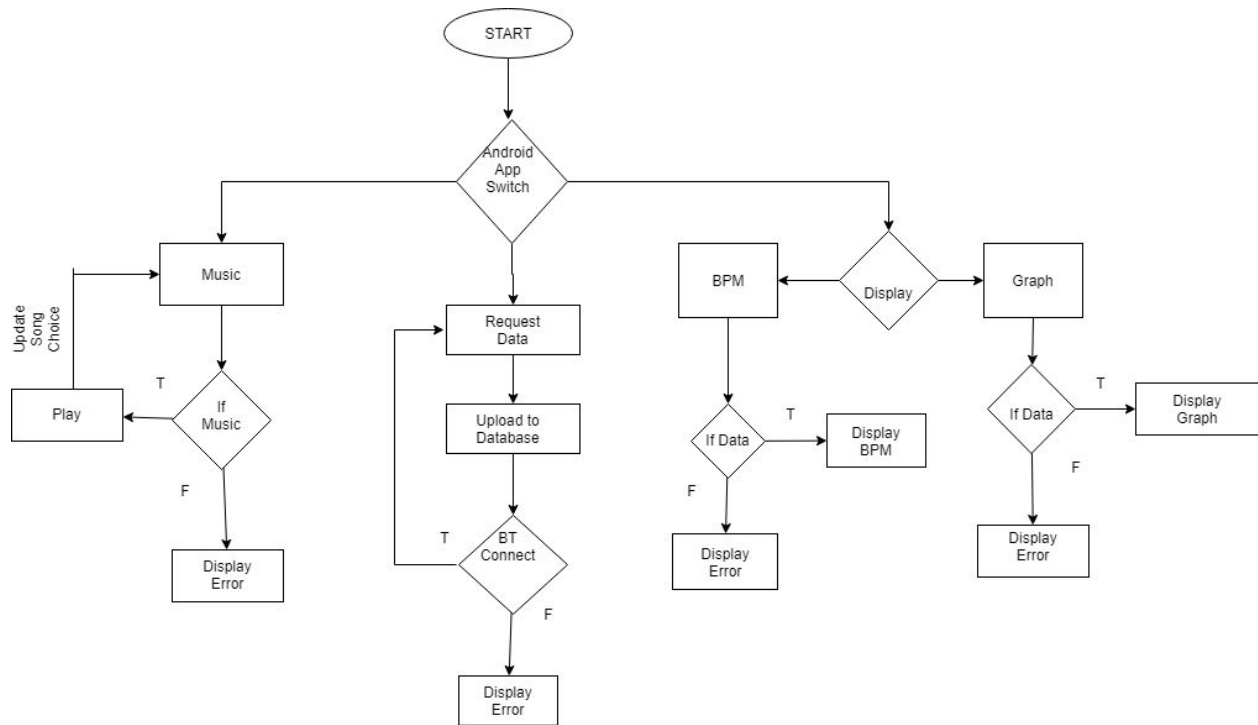 START
Android
App
Switch
Music
BPM
Display
Graph
Update
Song
Choice
Request
Data
T
Play
If
Music
Upload to
Database
If Data
T
Display
BPM
If Data
T
Display
Graph
F
Display
Error
T
BT
Connect
F
Display
Error
F
Display
Error
F
Display
Error